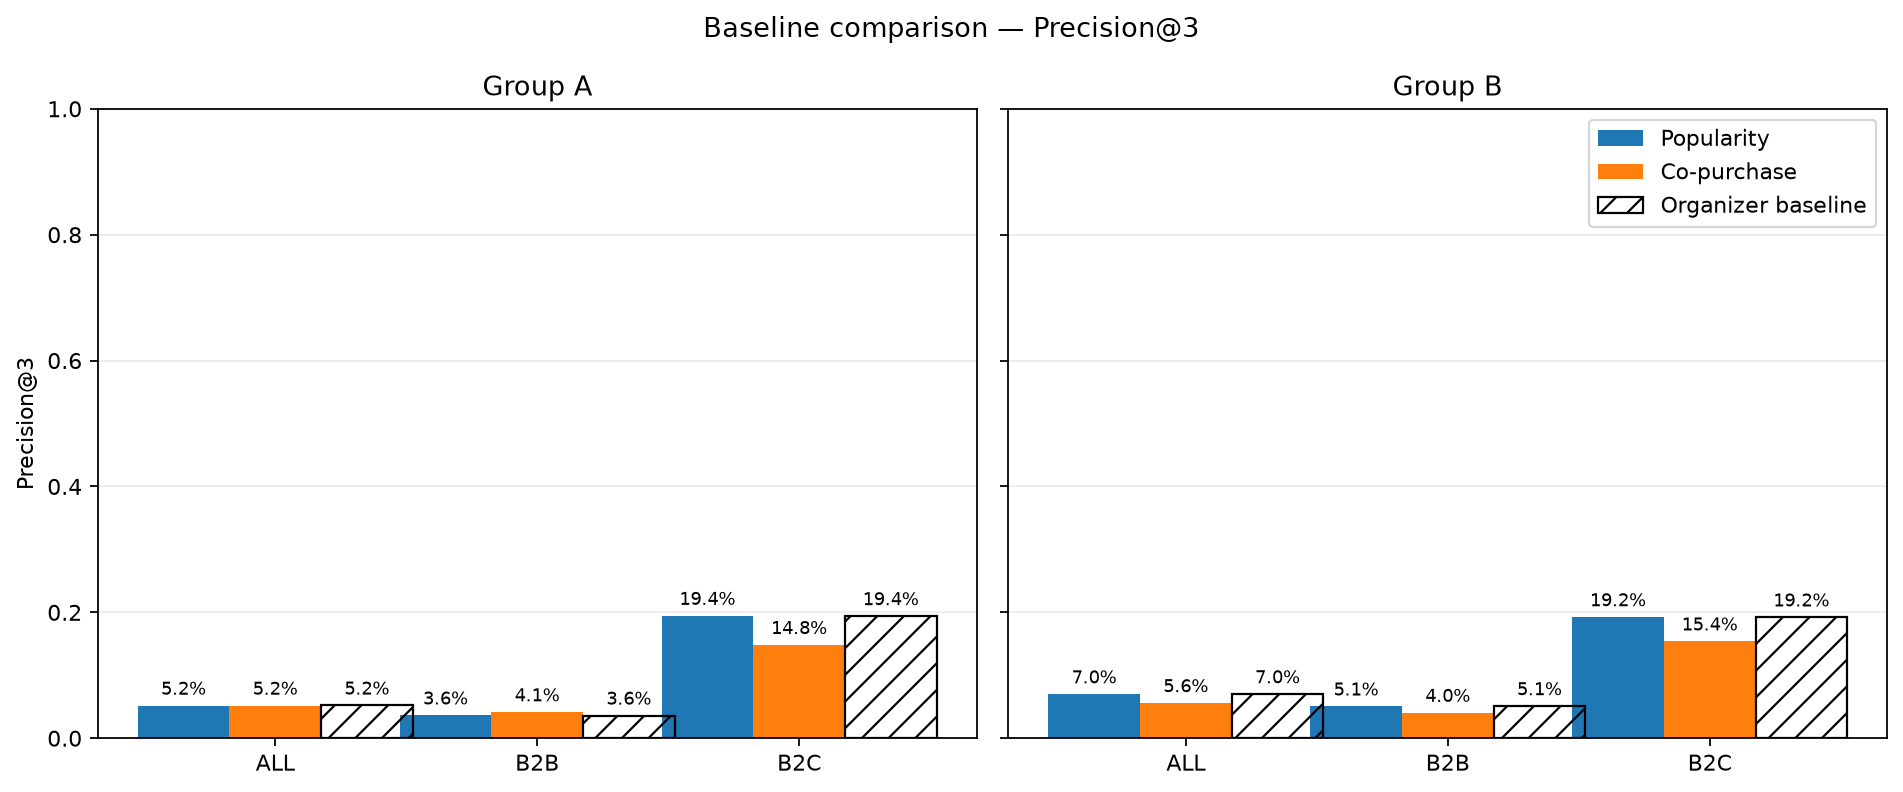 Baseline comparison — Precision@3
Group A
Group B
Precision@3
1.0
0.8
0.6
0.4
0.2
0.0
5.2%
5.2%
5.2%
3.6%
4.1%
3.6%
19.4%
14.8%
19.4%
ALL
B2B
B2C
Popularity
Co-purchase
Organizer baseline
7.0%
5.6%
7.0%
5.1%
4.0%
5.1%
19.2%
15.4%
19.2%
ALL
B2B
B2C